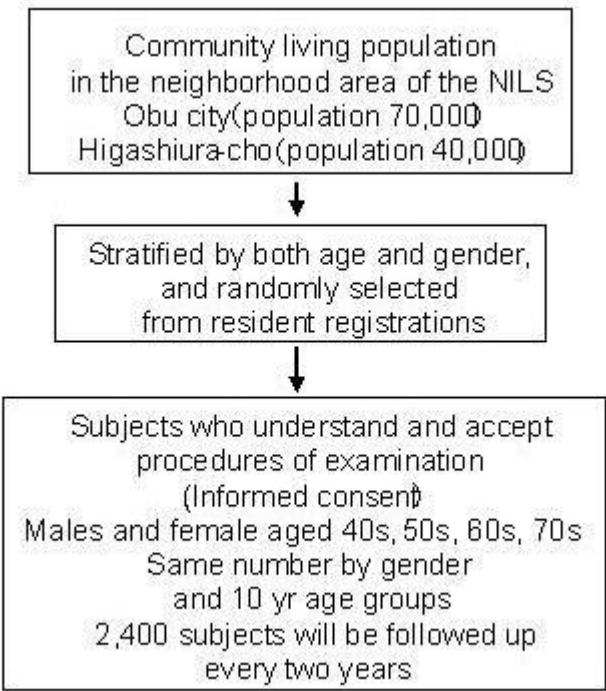 Community living population
in the neighborhood area of the NILS
Obu city(population 70,000)
Higashiura-cho(population 40,000)
Stratified by both age and gender,
and randomly selected
from resident registrations
Subjects who understand and accept
procedures of examination
(Informed consent)
Males and female aged 40s, 50s, 60s, 70s
Same number by gender
and 10 yr age groups
2,400 subjects will be followed up
every two years